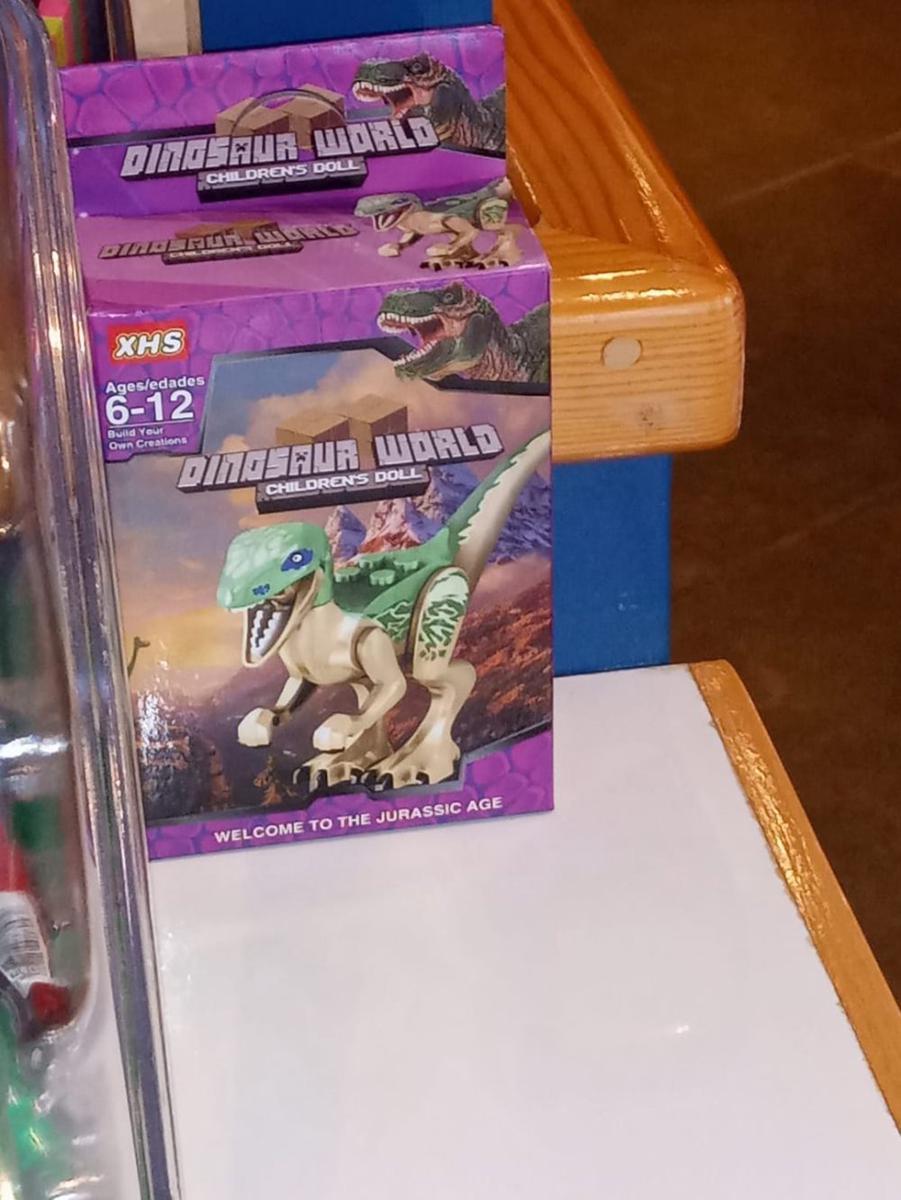 DINOSAUR WORLD
CHILDREN'S DOLL
DINOSAUR WORLD
CHILDREN'S DOLL
XHS
Ages/edades
6-12
Build Your
Own Creations
DINOSAUR WORLD
CHILDREN'S DOLL
WELCOME TO THE JURASSIC AGE